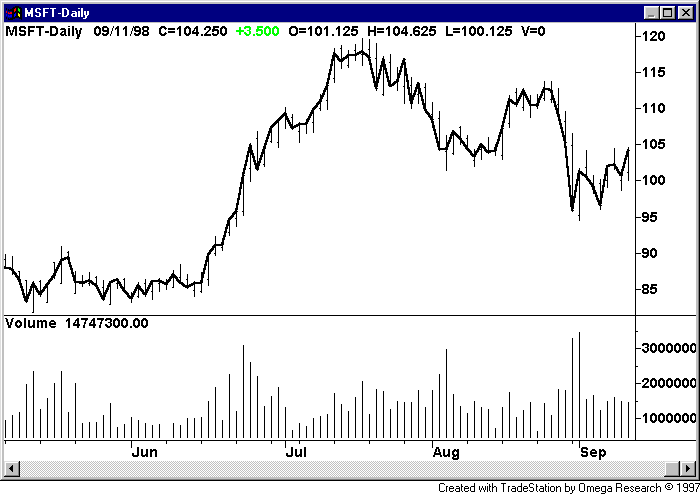 MSFT-Daily
MSFT-Daily 09/11/98 C=104.250 +3.500 O=101.125 H=104.625 L=100.125 V=0
120
115
110
105
100
95
90
85
Volume 14747300.00
3000000
2000000
1000000
Jun Jul Aug Sep
Created with TradeStation by Omega Research © 1997